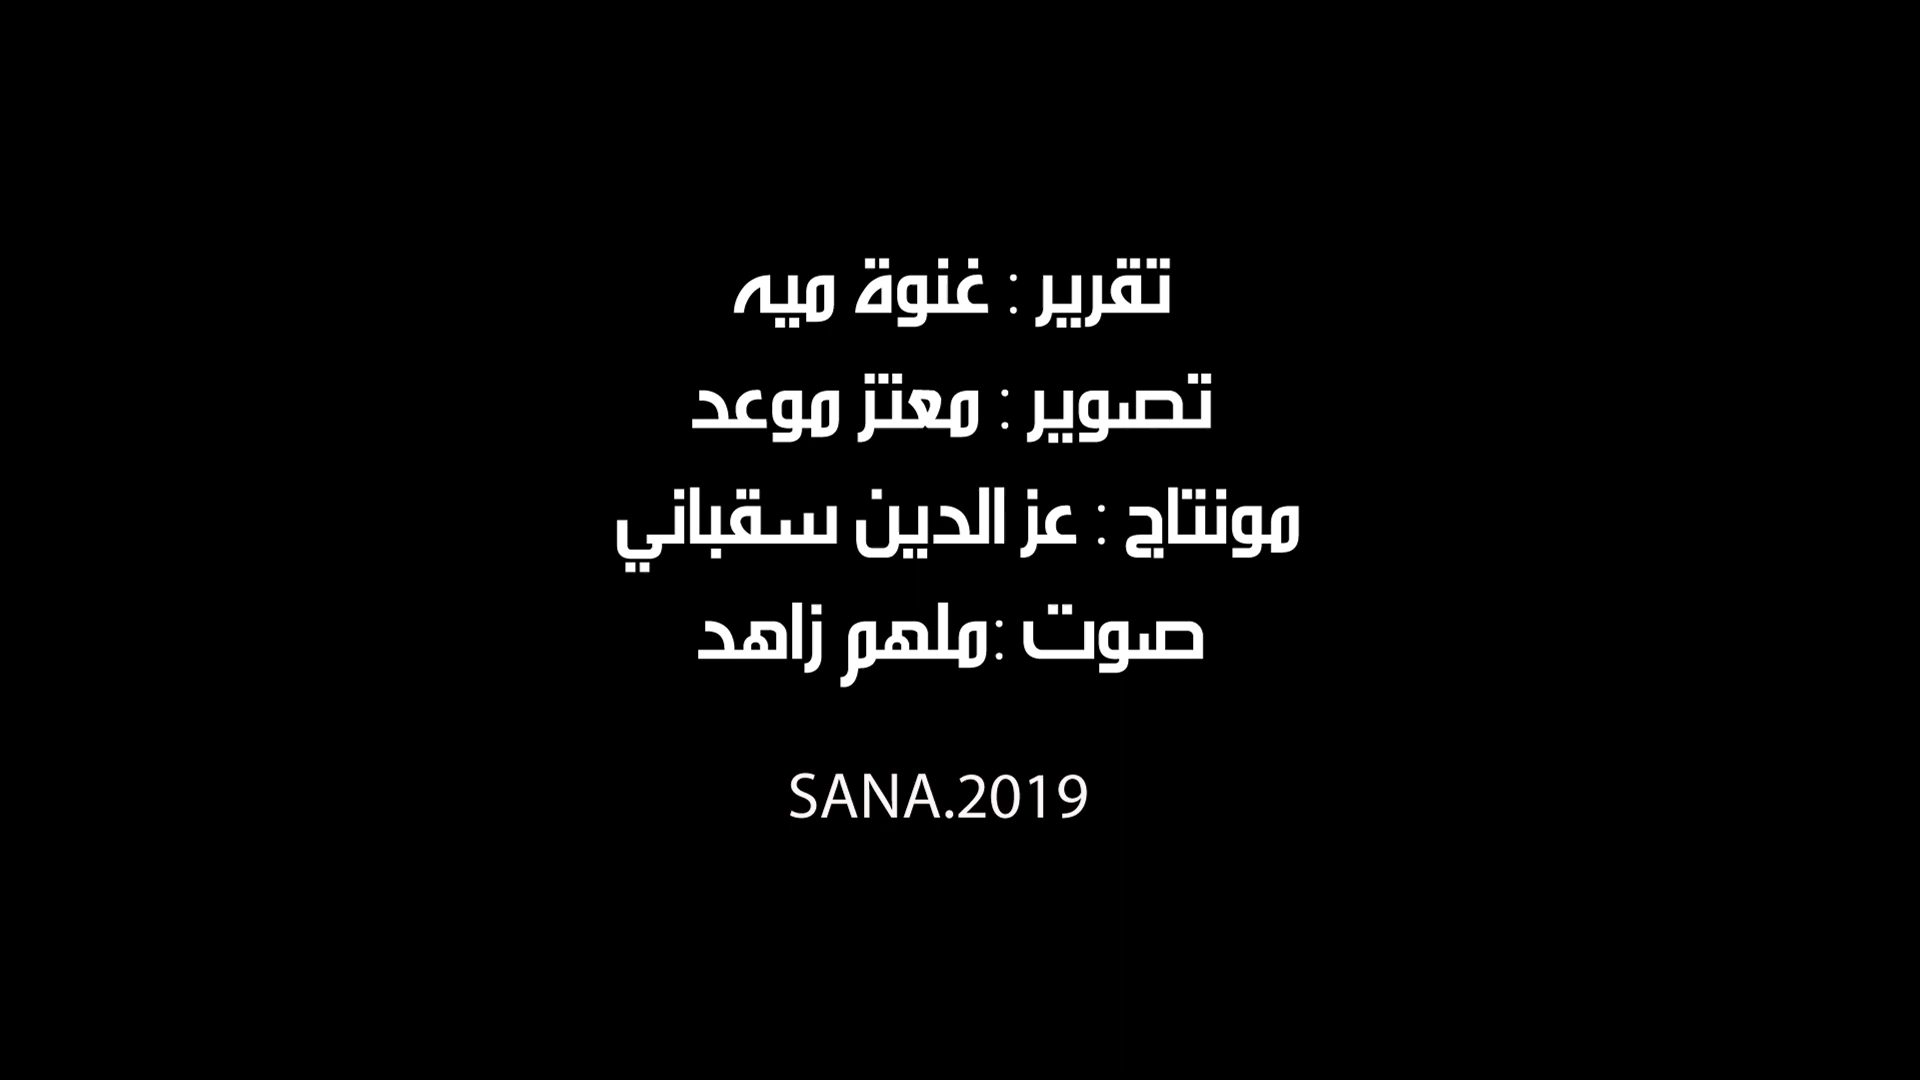 تقرير : غنوة ميه
تصوير : معتز موعد
مونتاج : عز الدين سقباني
صوت :ملهم زاهد
SANA.2019